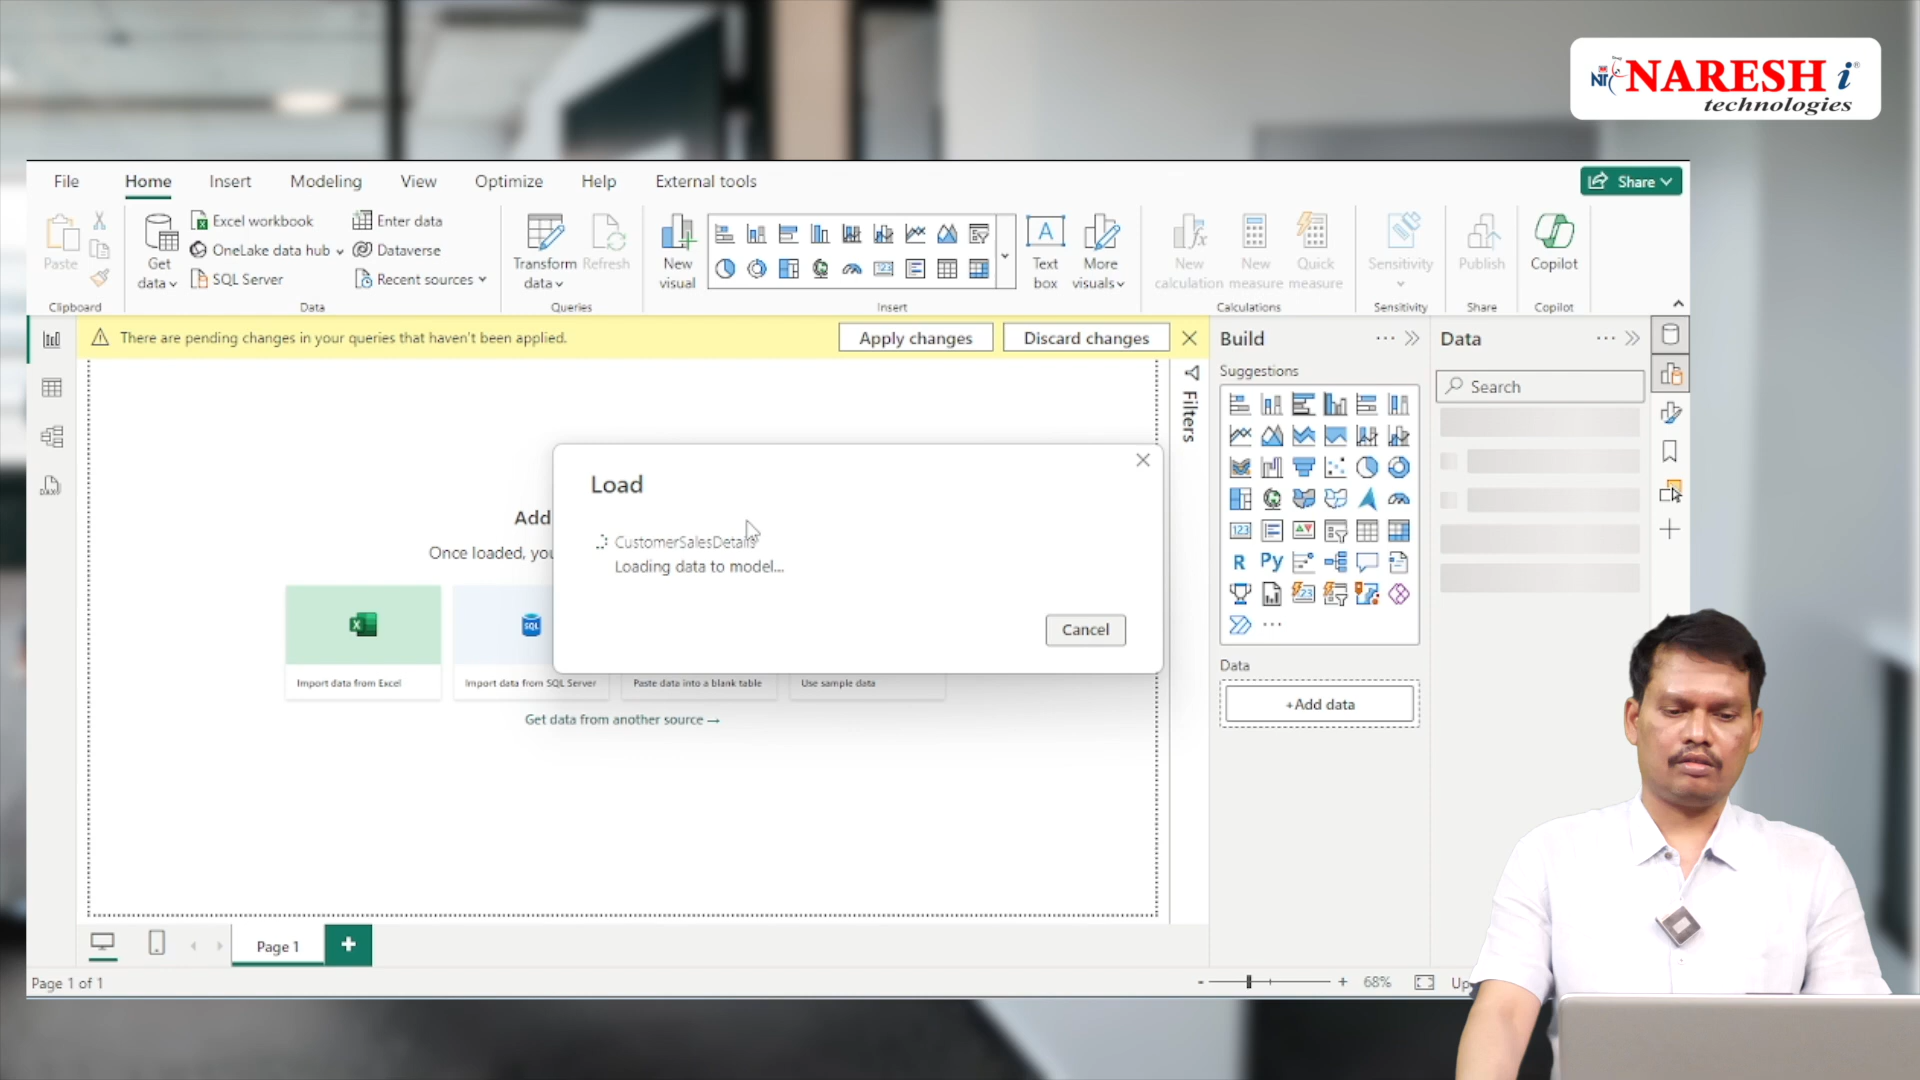 NT NARESH i
technologies
File Home Insert Modeling View Optimize Help External tools
Share
Paste
Clipboard
Get data
Excel workbook
OneLake data hub
SQL Server
Enter data
Dataverse
Recent sources
Data
Transform data
Refresh
Queries
New visual
Text box
More visuals
Insert
New calculation
New measure
Quick measure
Calculations
Sensitivity
Sensitivity
Publish
Share
Copilot
Copilot
There are pending changes in your queries that haven't been applied.
Apply changes
Discard changes
Filters
Build
Suggestions
R Py
123
Data
+Add data
Data
Search
DAX
Add
Once loaded, you
Load
CustomerSalesDetails
Loading data to model...
Cancel
SQL
Import data from Excel
Import data from SQL Server
Paste data into a blank table
Use sample data
Get data from another source →
Page 1
Page 1 of 1
- + 68%
Up